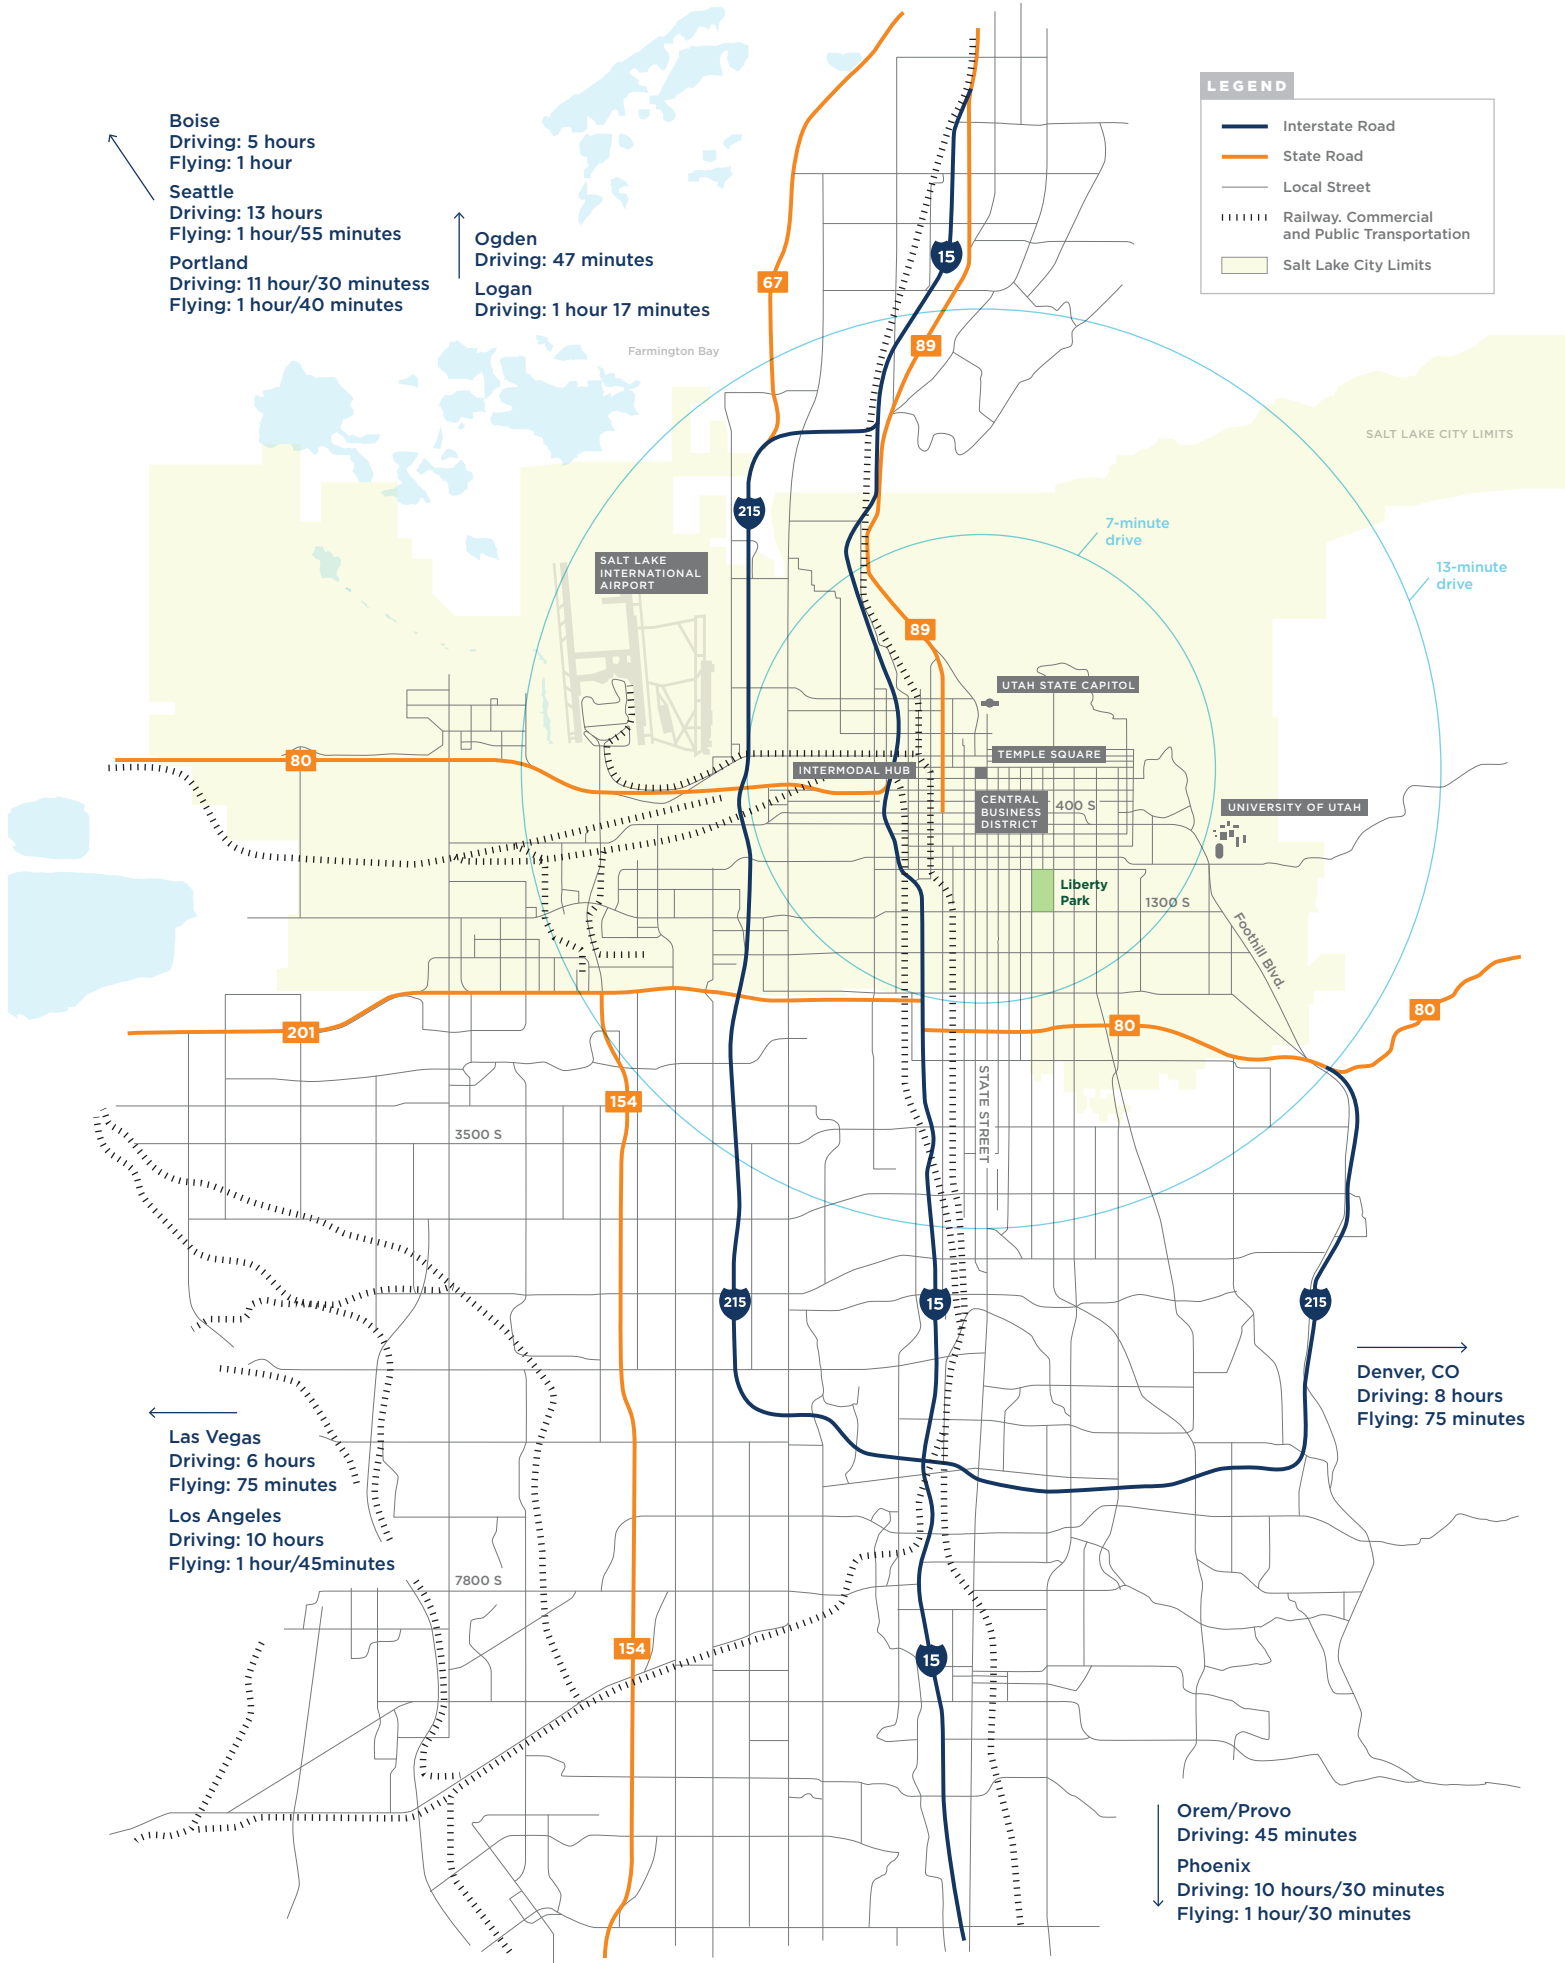 LEGEND
Interstate Road
State Road
Local Street
Railway. Commercial
and Public Transportation
Salt Lake City Limits
Boise
Driving: 5 hours
Flying: 1 hour
Seattle
Driving: 13 hours
Flying: 1 hour/55 minutes
Portland
Driving: 11 hour/30 minutess
Flying: 1 hour/40 minutes
Ogden
Driving: 47 minutes
Logan
Driving: 1 hour 17 minutes
15
67
89
Farmington Bay
SALT LAKE CITY LIMITS
215
7-minute
drive
13-minute
drive
SALT LAKE
INTERNATIONAL
AIRPORT
89
UTAH STATE CAPITOL
TEMPLE SQUARE
80
INTERMODAL HUB
CENTRAL
BUSINESS
DISTRICT
400 S
UNIVERSITY OF UTAH
Liberty
Park
1300 S
Foothill Blvd.
80
201
80
154
STATE STREET
3500 S
215
15
215
Denver, CO
Driving: 8 hours
Flying: 75 minutes
Las Vegas
Driving: 6 hours
Flying: 75 minutes
Los Angeles
Driving: 10 hours
Flying: 1 hour/45minutes
7800 S
154
15
Orem/Provo
Driving: 45 minutes
Phoenix
Driving: 10 hours/30 minutes
Flying: 1 hour/30 minutes